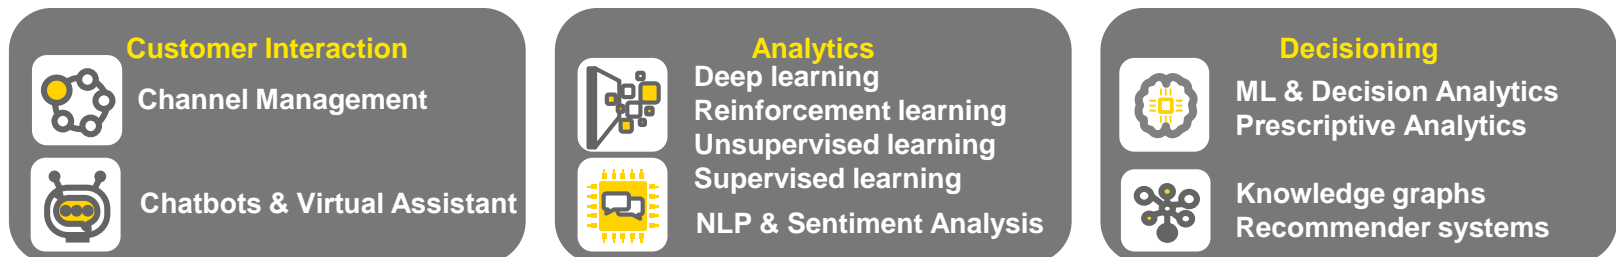 Customer Interaction
Channel Management
Chatbots & Virtual Assistant
Analytics
Deep learning
Reinforcement learning
Unsupervised learning
Supervised learning
NLP & Sentiment Analysis
Decisioning
ML & Decision Analytics
Prescriptive Analytics
Knowledge graphs
Recommender systems